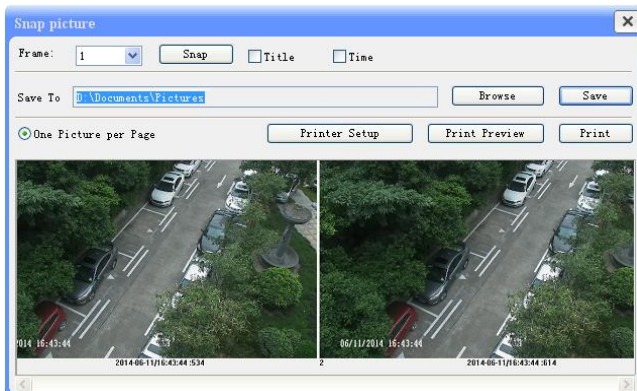 Snap picture
Frame: 1 Snap Title Time
Save To D:\Documents\Pictures Browse Save
One Picture per Page Printer Setup Print Preview Print
2014 16:43:44 06/11/2014 16:43:44
2014-06-11/16:43:44 :534 2 2014-06-11/16:43:44 :614